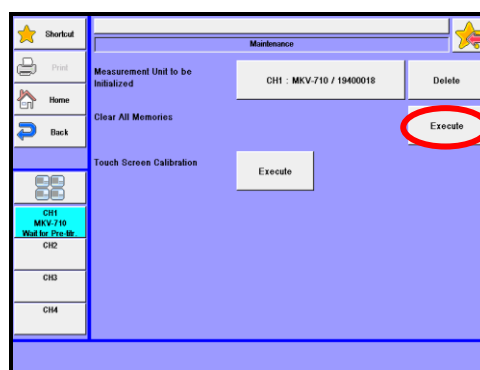 Shortcut
Maintenance
Print
Measurement Unit to be
Initialized
CH1 : MKV-710 / 19400018
Delete
Home
Clear All Memories
Execute
Back
Touch Screen Calibration
Execute
CH1
MKV-710
Wait for Pre-titr.
CH2
CH3
CH4